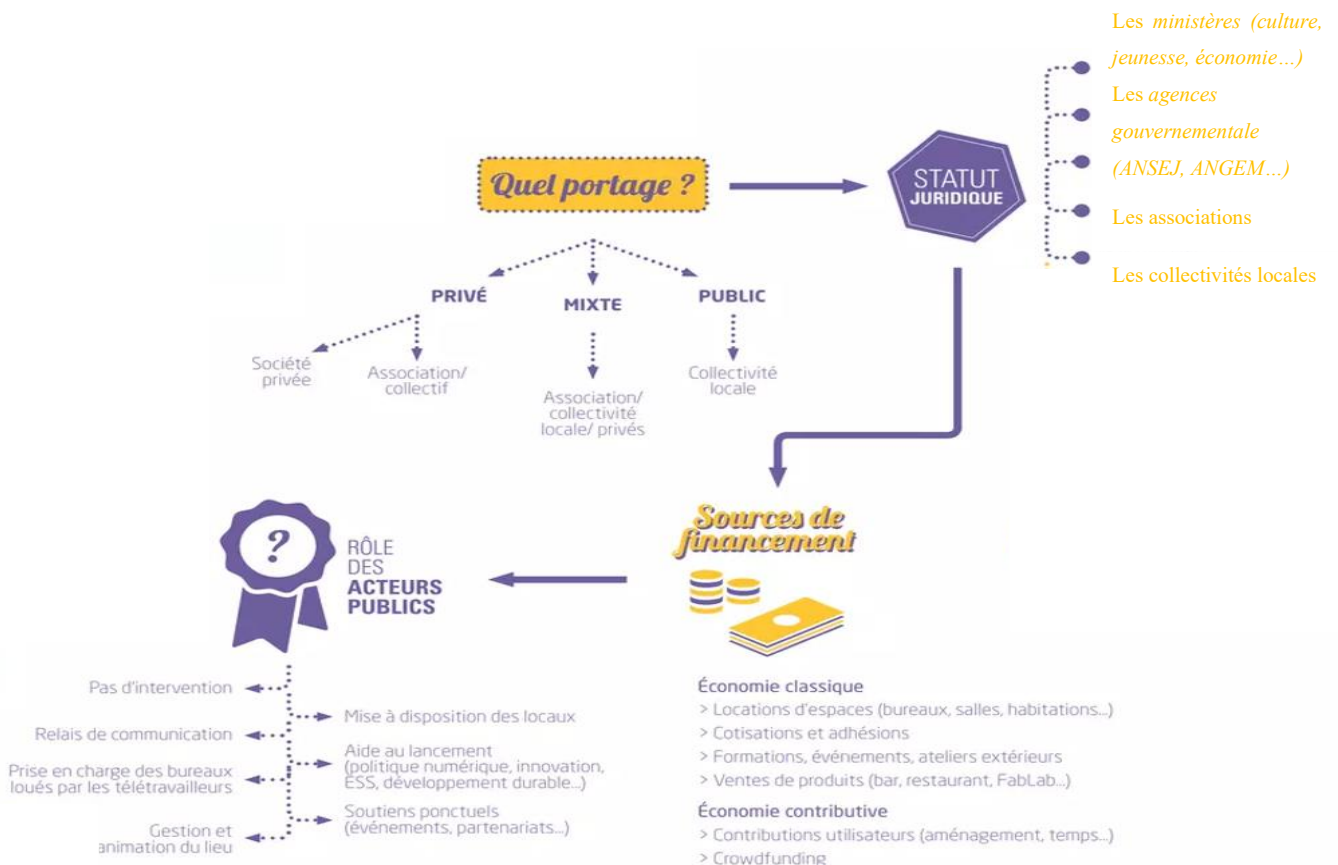 Les ministères (culture,
jeunesse, économie…)
Les agences
gouvernementale
(ANSEJ, ANGEM…)
Les associations
Les collectivités locales
Quel portage ?
STATUT
JURIDIQUE
PRIVÉ
MIXTE
PUBLIC
Société
privée
Association/
collectif
Association/
collectivité
locale/ privés
Collectivité
locale
Sources de
financement
?
RÔLE
DES
ACTEURS
PUBLICS
Pas d'intervention
Mise à disposition des locaux
Relais de communication
Aide au lancement
(politique numérique, innovation,
ESS, développement durable...)
Prise en charge des bureaux
loués par les télétravailleurs
Soutiens ponctuels
(événements, partenariats...)
Gestion et
animation du lieu
Économie classique
> Locations d'espaces (bureaux, salles, habitations...)
> Cotisations et adhésions
> Formations, événements, ateliers extérieurs
> Ventes de produits (bar, restaurant, FabLab...)
Économie contributive
> Contributions utilisateurs (aménagement, temps...)
> Crowdfunding